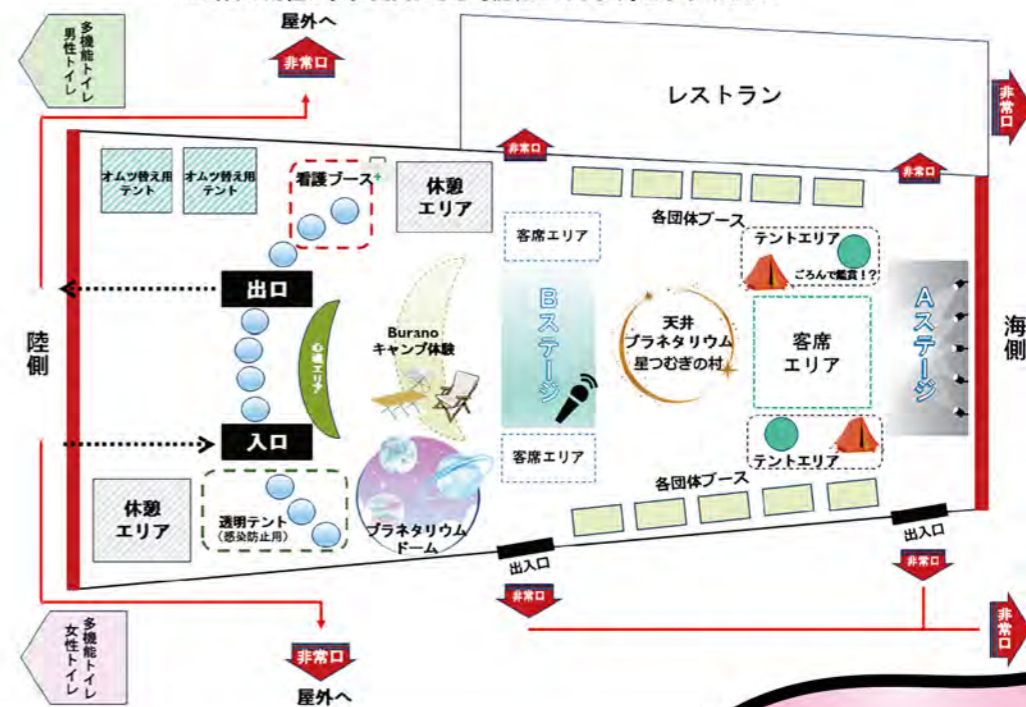 屋外へ
非常口
多機能トイレ
男性トイレ
レストラン
非常口
非常口
非常口
オムツ替え用
テント
オムツ替え用
テント
看護ブース
休憩
エリア
各団体ブース
客席エリア
テントエリア
ごろんで鑑賞！？
出口
陸側
Burano
キャンプ体験
Bステージ
天井
プラネタリウム
星つむぎの村
客席
エリア
Aステージ
海側
入口
客席エリア
テントエリア
各団体ブース
休憩
エリア
透明テント
（感染防止用）
プラネタリウム
ドーム
出入口
出入口
非常口
非常口
非常口
多機能トイレ
女性トイレ
非常口
屋外へ